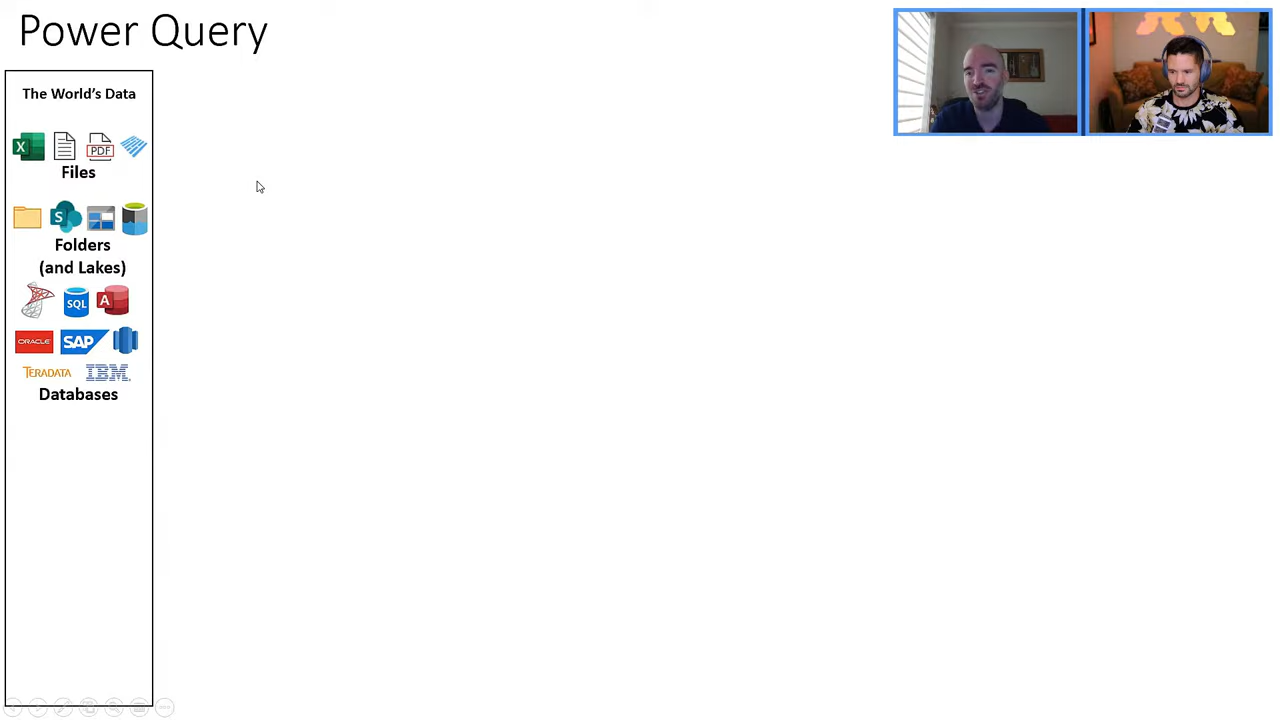 Power Query
The World's Data
X
PDF
Files
S
Folders
(and Lakes)
SQL
A
ORACLE
SAP
TERADATA
IBM
Databases